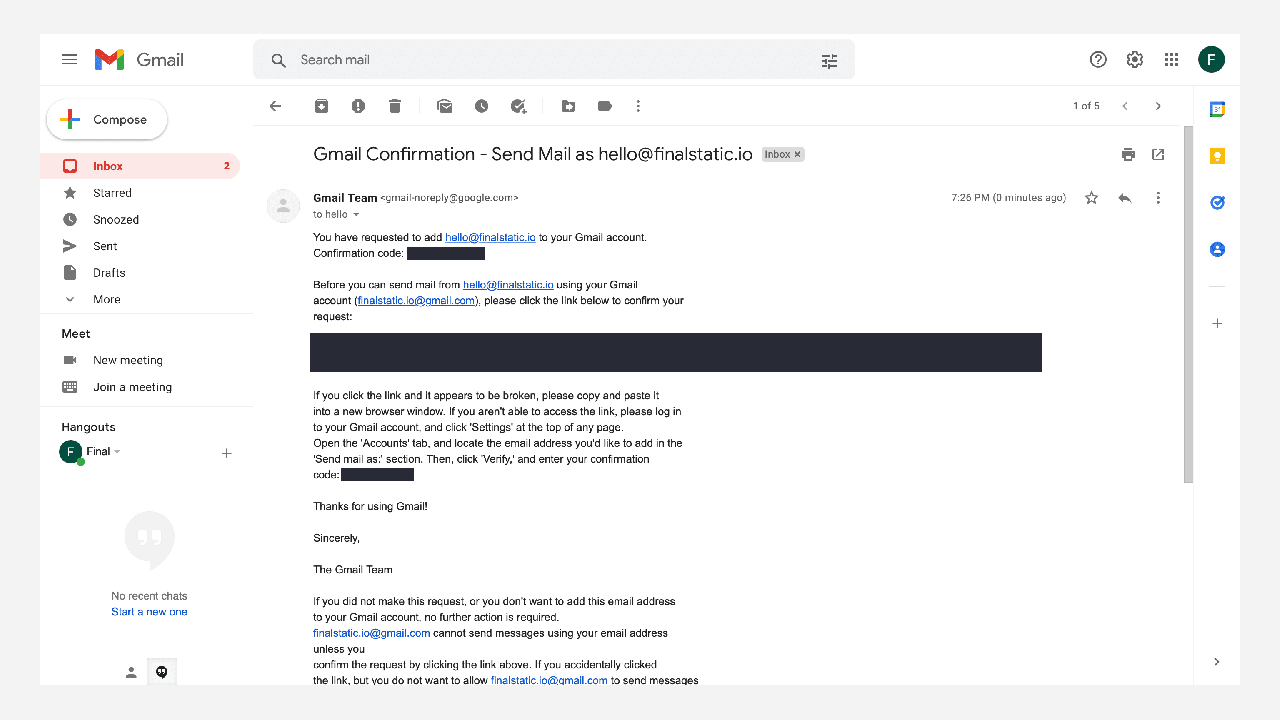 Gmail
Search mail
F
Compose
1 of 5
Inbox 2
Starred
Snoozed
Sent
Drafts
More
Meet
New meeting
Join a meeting
Hangouts
F Final
No recent chats
Start a new one
Gmail Confirmation - Send Mail as hello@finalstatic.io Inbox x
Gmail Team <gmail-noreply@google.com> 7:26 PM (0 minutes ago)
to hello
You have requested to add hello@finalstatic.io to your Gmail account.
Confirmation code:
Before you can send mail from hello@finalstatic.io using your Gmail
account (finalstatic.io@gmail.com), please click the link below to confirm your
request:
If you click the link and it appears to be broken, please copy and paste it
into a new browser window. If you aren't able to access the link, please log in
to your Gmail account, and click 'Settings' at the top of any page.
Open the 'Accounts' tab, and locate the email address you'd like to add in the
'Send mail as:' section. Then, click 'Verify,' and enter your confirmation
code:
Thanks for using Gmail!
Sincerely,
The Gmail Team
If you did not make this request, or you don't want to add this email address
to your Gmail account, no further action is required.
finalstatic.io@gmail.com cannot send messages using your email address
unless you
confirm the request by clicking the link above. If you accidentally clicked
the link, but you do not want to allow finalstatic.io@gmail.com to send messages